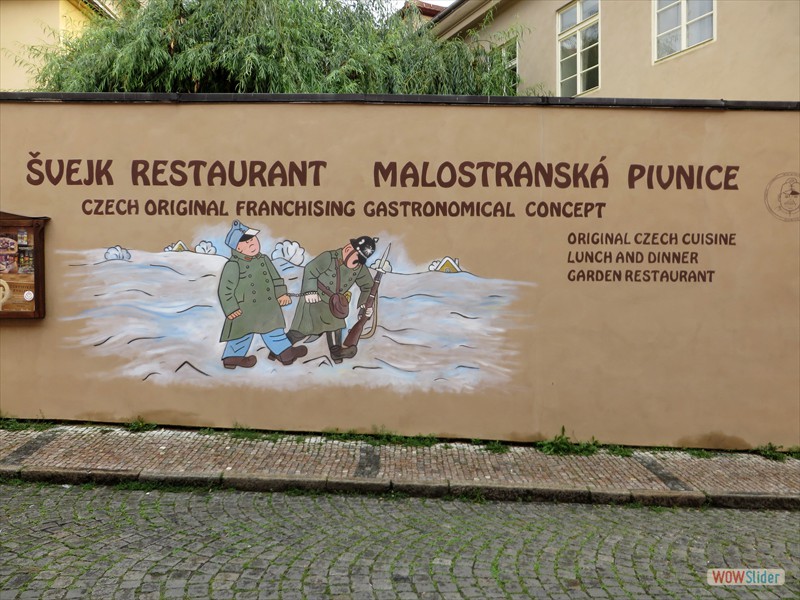 ŠVEJK RESTAURANT MALOSTRANSKÁ PIVNICE
CZECH ORIGINAL FRANCHISING GASTRONOMICAL CONCEPT
ORIGINAL CZECH CUISINE
LUNCH AND DINNER
GARDEN RESTAURANT
WOWSlider